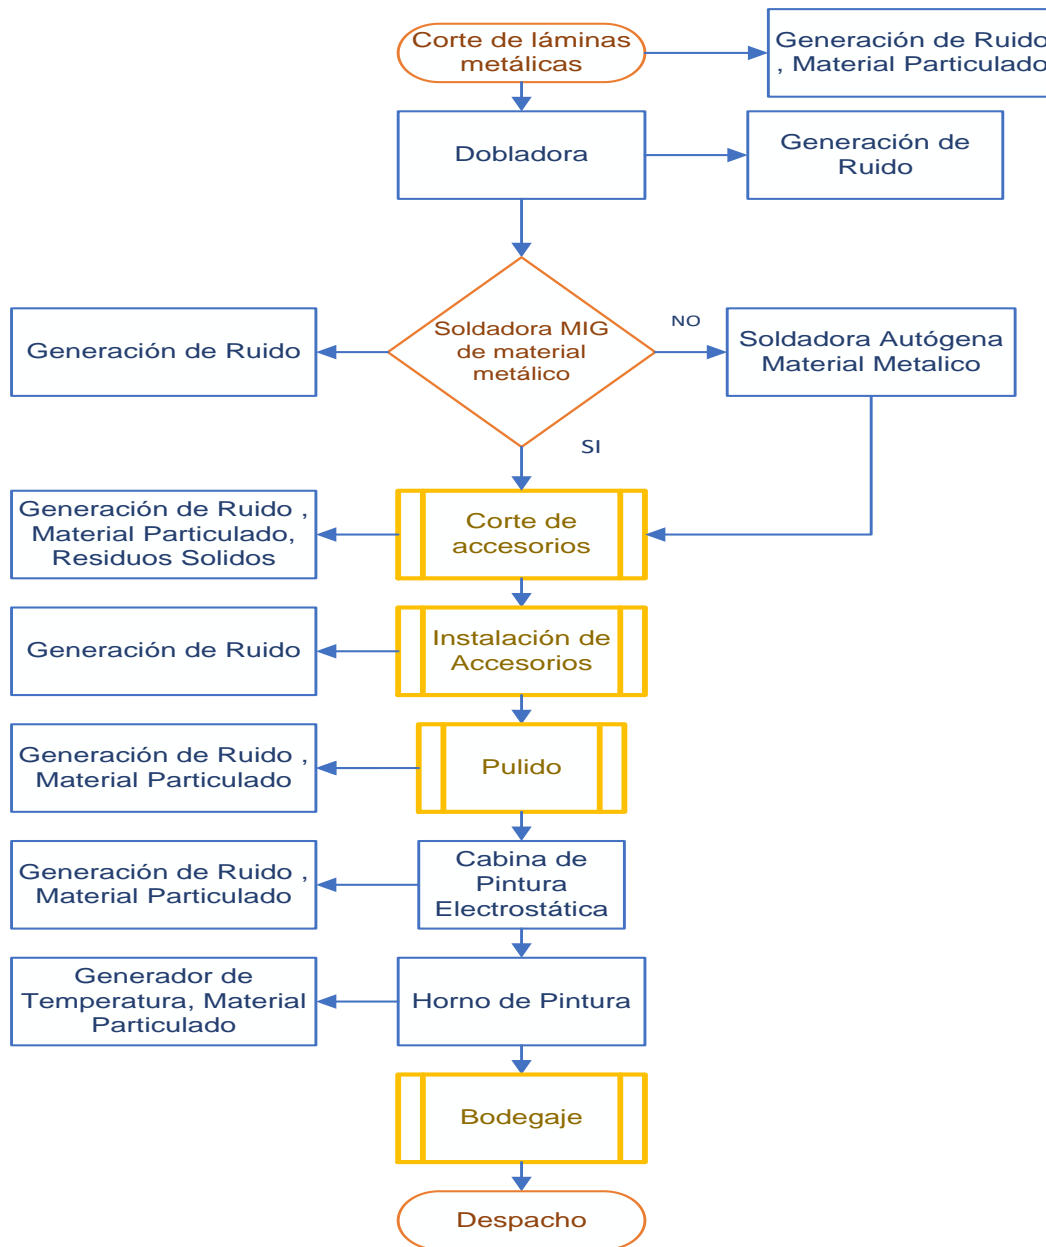 Corte de láminas
metálicas
Generación de Ruido
, Material Particulado
Dobladora
Generación de
Ruido
Generación de Ruido
Soldadora MIG
de material
metálico
NO
Soldadora Autógena
Material Metalico
SI
Generación de Ruido ,
Material Particulado,
Residuos Solidos
Corte de
accesorios
Generación de Ruido
Instalación de
Accesorios
Generación de Ruido ,
Material Particulado
Pulido
Generación de Ruido ,
Material Particulado
Cabina de
Pintura
Electrostática
Generador de
Temperatura, Material
Particulado
Horno de Pintura
Bodegaje
Despacho